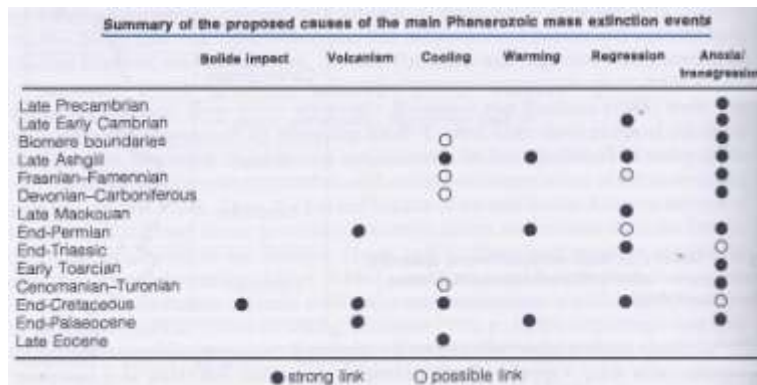 Summary of the proposed causes of the main Phanerozoic mass extinction events
Bolide impact Volcanism Cooling Warming Regression Anoxia/
transgression
Late Precambrian ●
Late Early Cambrian ● ●
Biomere boundaries ○ ●
Late Ashgill ● ● ● ●
Frasnian–Famennian ○ ○ ●
Devonian–Carboniferous ○ ●
Late Maokouan ●
End-Permian ● ● ○ ●
End-Triassic ● ○
Early Toarcian ●
Cenomanian–Turonian ○ ●
End-Cretaceous ● ● ● ● ○
End-Palaeocene ● ● ●
Late Eocene ●
● strong link ○ possible link